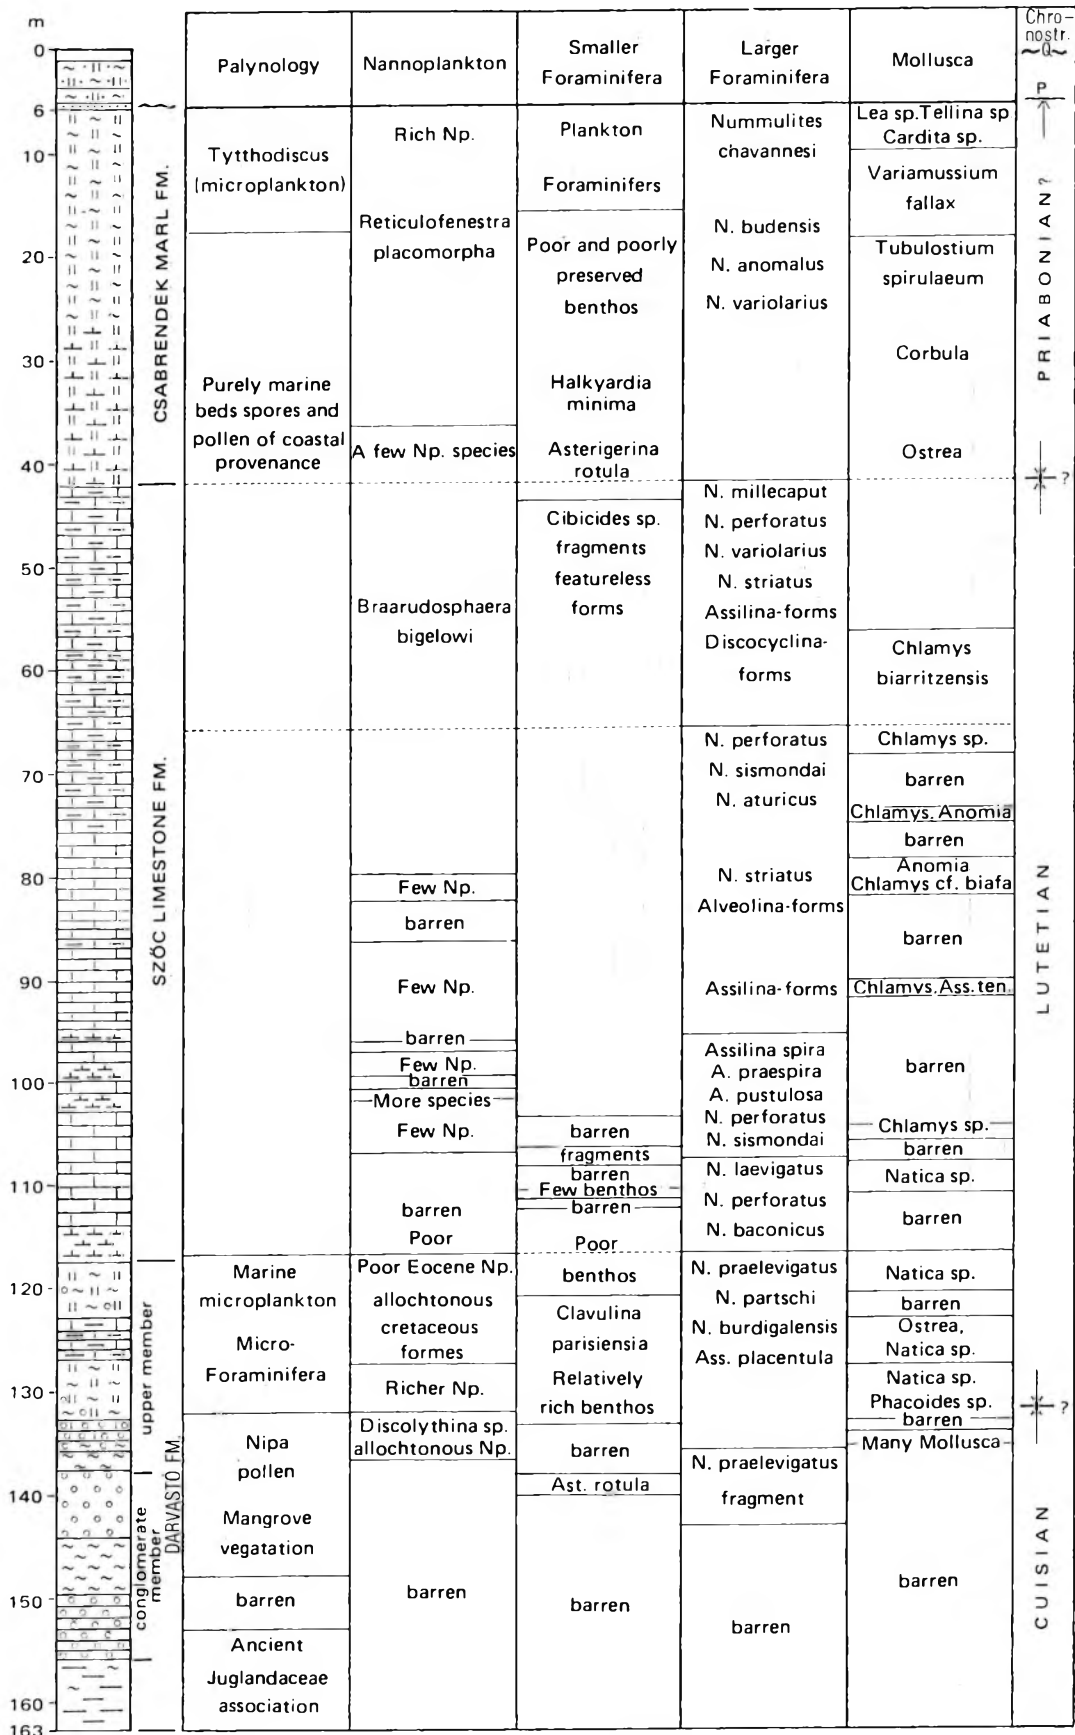 m
0
6
10
20
30
40
50
60
70
80
90
100
110
120
130
140
150
160
163
CSABRENDEK MARL FM.
SZŐC LIMESTONE FM.
DARVASTÓ FM.
upper member
conglomerate
member
Palynology
Tytthodiscus
(microplankton)
Purely marine
beds spores and
pollen of coastal
provenance
Marine
microplankton
Micro-
Foraminifera
Nipa
pollen
Mangrove
vegatation
barren
Ancient
Juglandaceae
association
Nannoplankton
Rich Np.
Reticulofenestra
placomorpha
A few Np. species
Braarudosphaera
bigelowi
Few Np.
barren
Few Np.
barren
Few Np.
barren
More species
Few Np.
barren
Poor
Poor Eocene Np.
allochtonous
cretaceous
formes
Richer Np.
Discolythina sp.
allochtonous Np.
barren
Smaller
Foraminifera
Plankton
Foraminifers
Poor and poorly
preserved
benthos
Halkyardia
minima
Asterigerina
rotula
Cibicides sp.
fragments
featureless
forms
barren
fragments
barren
Few benthos
barren
Poor
benthos
Clavulina
parisiensia
Relatively
rich benthos
barren
Ast. rotula
barren
Larger
Foraminifera
Nummulites
chavannesi
N. budensis
N. anomalus
N. variolarius
N. millecaput
N. perforatus
N. variolarius
N. striatus
Assilina-forms
Discocyclina-
forms
N. perforatus
N. sismondai
N. aturicus
N. striatus
Alveolina-forms
Assilina-forms
Assilina spira
A. praespira
A. pustulosa
N. perforatus
N. sismondai
N. laevigatus
N. perforatus
N. baconicus
N. praelevigatus
N. partschi
N. burdigalensis
Ass. placentula
N. praelevigatus
fragment
barren
Mollusca
Lea sp. Tellina sp
Cardita sp.
Variamussium
fallax
Tubulostium
spirulaeum
Corbula
Ostrea
Chlamys
biarritzensis
Chlamys sp.
barren
Chlamys. Anomia
barren
Anomia
Chlamys cf. biafa
barren
Chlamys. Ass. ten.
barren
Chlamys sp.
barren
Natica sp.
barren
Natica sp.
barren
Ostrea,
Natica sp.
Natica sp.
Phacoides sp.
barren
Many Mollusca
barren
Chro-
nostr.
Q
P
PRIABONIAN?
?
LUTETIAN
?
CUISIAN